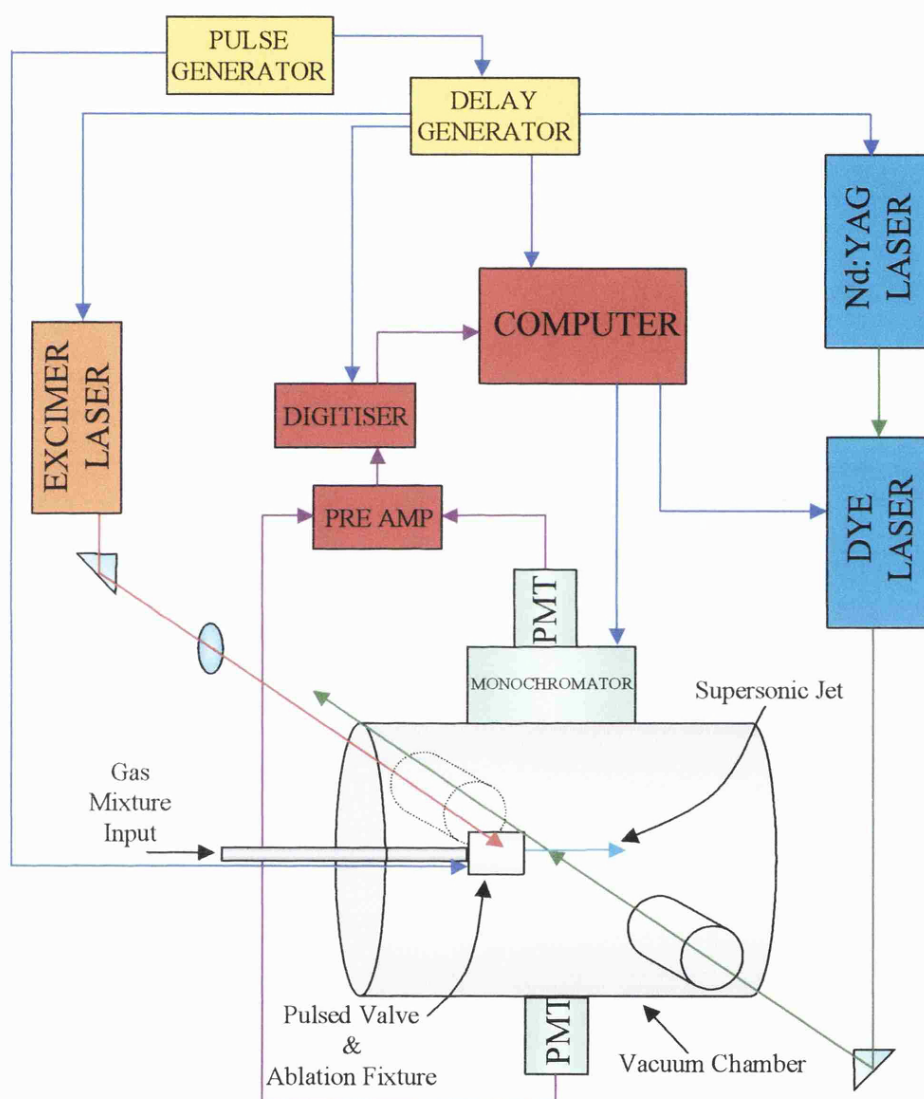 PULSE
GENERATOR
DELAY
GENERATOR
Nd:YAG
LASER
COMPUTER
EXCIMER
LASER
DIGITISER
DYE
LASER
PRE AMP
PMT
MONOCHROMATOR
Supersonic Jet
Gas
Mixture
Input
Pulsed Valve
&
Ablation Fixture
PMT
Vacuum Chamber